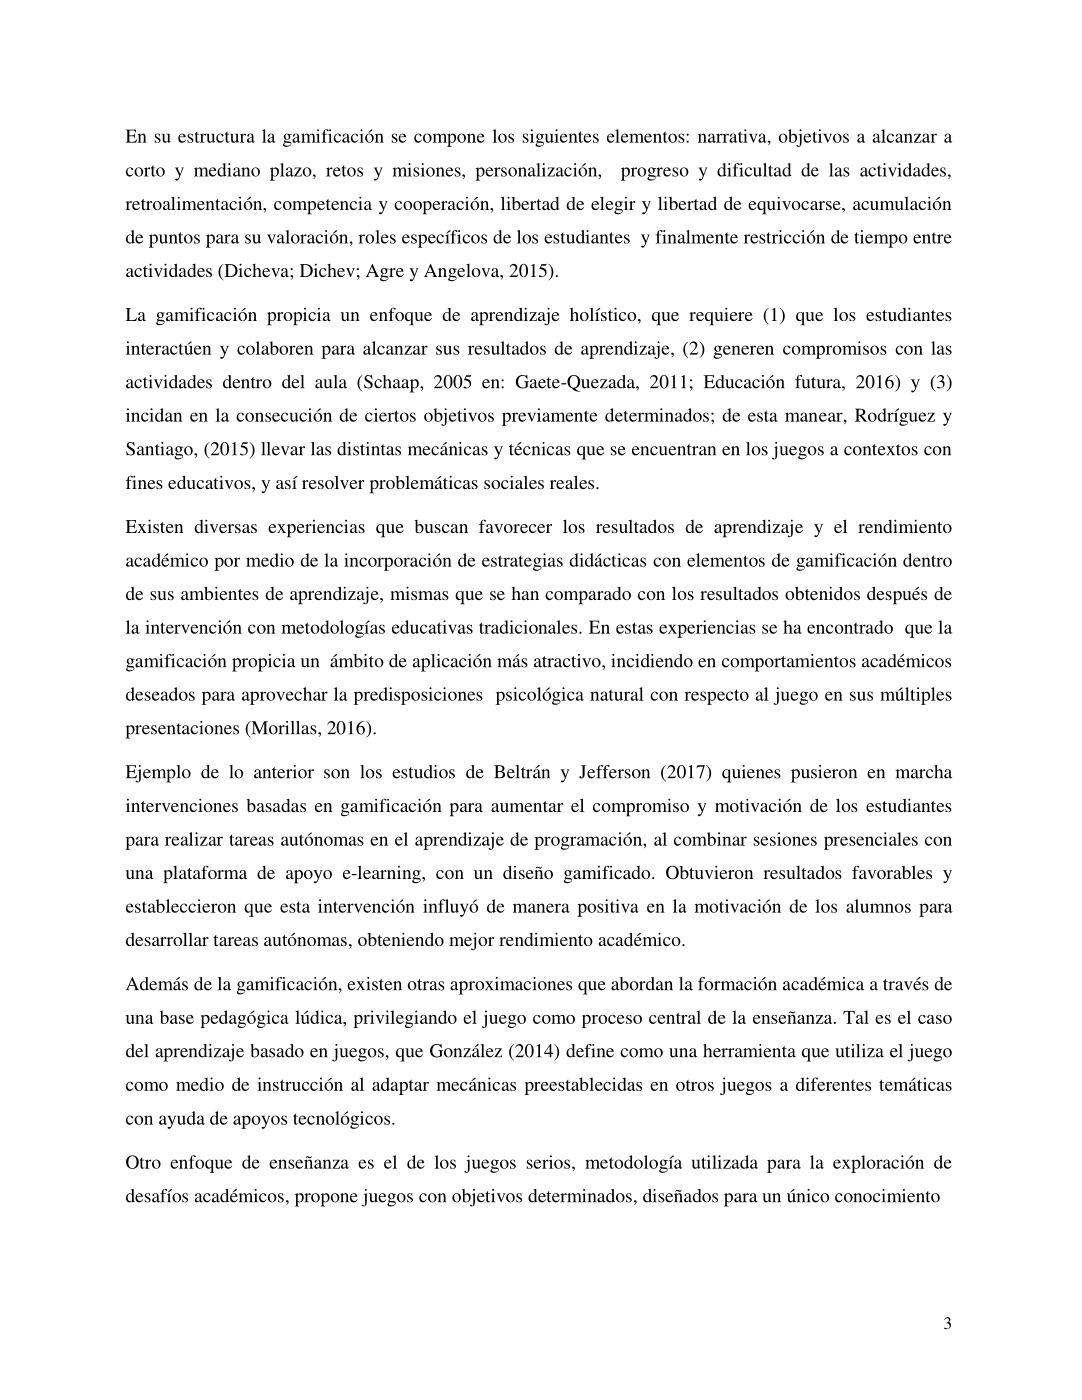 En su estructura la gamificación se compone los siguientes elementos: narrativa, objetivos a alcanzar a
corto y mediano plazo, retos y misiones, personalización,  progreso y dificultad de las actividades,
retroalimentación, competencia y cooperación, libertad de elegir y libertad de equivocarse, acumulación
de puntos para su valoración, roles específicos de los estudiantes  y finalmente restricción de tiempo entre
actividades (Dicheva; Dichev; Agre y Angelova, 2015).
La gamificación propicia un enfoque de aprendizaje holístico, que requiere (1) que los estudiantes
interactúen y colaboren para alcanzar sus resultados de aprendizaje, (2) generen compromisos con las
actividades dentro del aula (Schaap, 2005 en: Gaete-Quezada, 2011; Educación futura, 2016) y (3)
incidan en la consecución de ciertos objetivos previamente determinados; de esta manear, Rodríguez y
Santiago, (2015) llevar las distintas mecánicas y técnicas que se encuentran en los juegos a contextos con
fines educativos, y así resolver problemáticas sociales reales.
Existen diversas experiencias que buscan favorecer los resultados de aprendizaje y el rendimiento
académico por medio de la incorporación de estrategias didácticas con elementos de gamificación dentro
de sus ambientes de aprendizaje, mismas que se han comparado con los resultados obtenidos después de
la intervención con metodologías educativas tradicionales. En estas experiencias se ha encontrado  que la
gamificación propicia un  ámbito de aplicación más atractivo, incidiendo en comportamientos académicos
deseados para aprovechar la predisposiciones  psicológica natural con respecto al juego en sus múltiples
presentaciones (Morillas, 2016).
Ejemplo de lo anterior son los estudios de Beltrán y Jefferson (2017) quienes pusieron en marcha
intervenciones basadas en gamificación para aumentar el compromiso y motivación de los estudiantes
para realizar tareas autónomas en el aprendizaje de programación, al combinar sesiones presenciales con
una plataforma de apoyo e-learning, con un diseño gamificado. Obtuvieron resultados favorables y
estableccieron que esta intervención influyó de manera positiva en la motivación de los alumnos para
desarrollar tareas autónomas, obteniendo mejor rendimiento académico.
Además de la gamificación, existen otras aproximaciones que abordan la formación académica a través de
una base pedagógica lúdica, privilegiando el juego como proceso central de la enseñanza. Tal es el caso
del aprendizaje basado en juegos, que González (2014) define como una herramienta que utiliza el juego
como medio de instrucción al adaptar mecánicas preestablecidas en otros juegos a diferentes temáticas
con ayuda de apoyos tecnológicos.
Otro enfoque de enseñanza es el de los juegos serios, metodología utilizada para la exploración de
desafíos académicos, propone juegos con objetivos determinados, diseñados para un único conocimiento
3